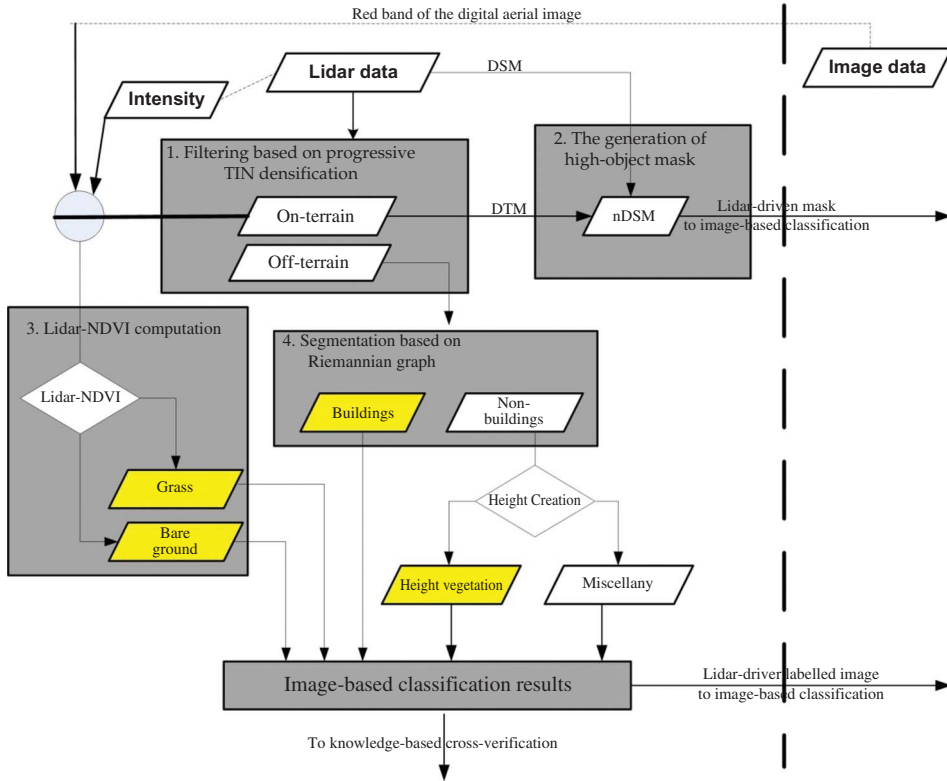 Red band of the digital aerial image
Lidar data
DSM
Image data
Intensity
1. Filtering based on progressive
TIN densification
2. The generation of
high-object mask
On-terrain
DTM
nDSM
Lidar-driven mask
to image-based classification
Off-terrain
3. Lidar-NDVI computation
4. Segmentation based on
Riemannian graph
Lidar-NDVI
Buildings
Non-
buildings
Grass
Height Creation
Bare
ground
Height vegetation
Miscellany
Image-based classification results
Lidar-driver labelled image
to image-based classification
To knowledge-based cross-verification